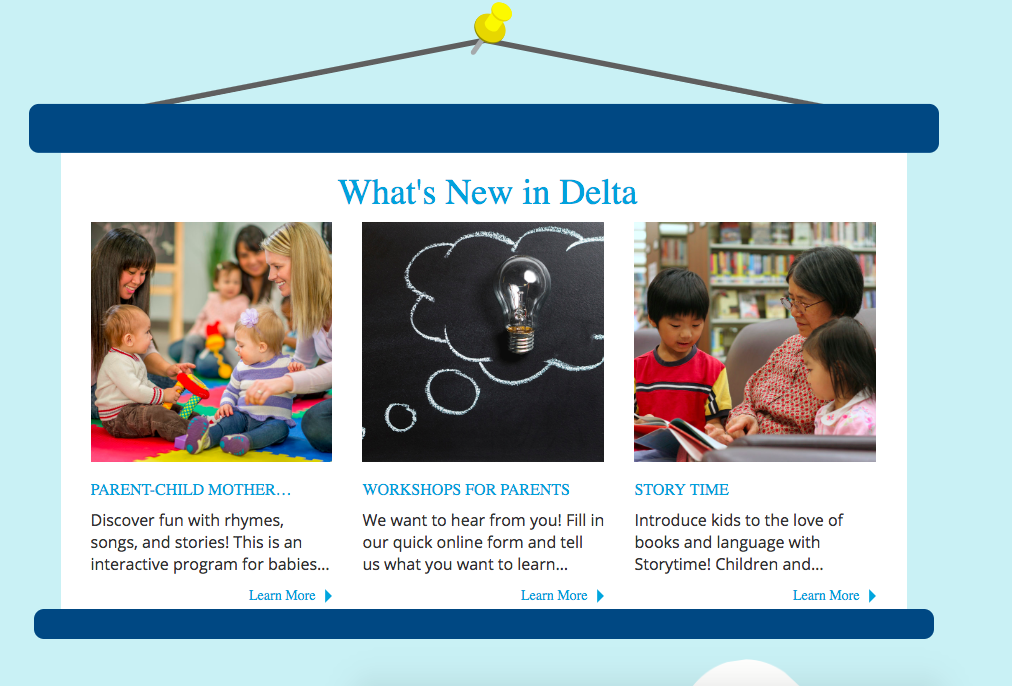 What's New in Delta
PARENT-CHILD MOTHER...
Discover fun with rhymes,
songs, and stories! This is an
interactive program for babies...
Learn More
WORKSHOPS FOR PARENTS
We want to hear from you! Fill in
our quick online form and tell
us what you want to learn...
Learn More
STORY TIME
Introduce kids to the love of
books and language with
Storytime! Children and...
Learn More